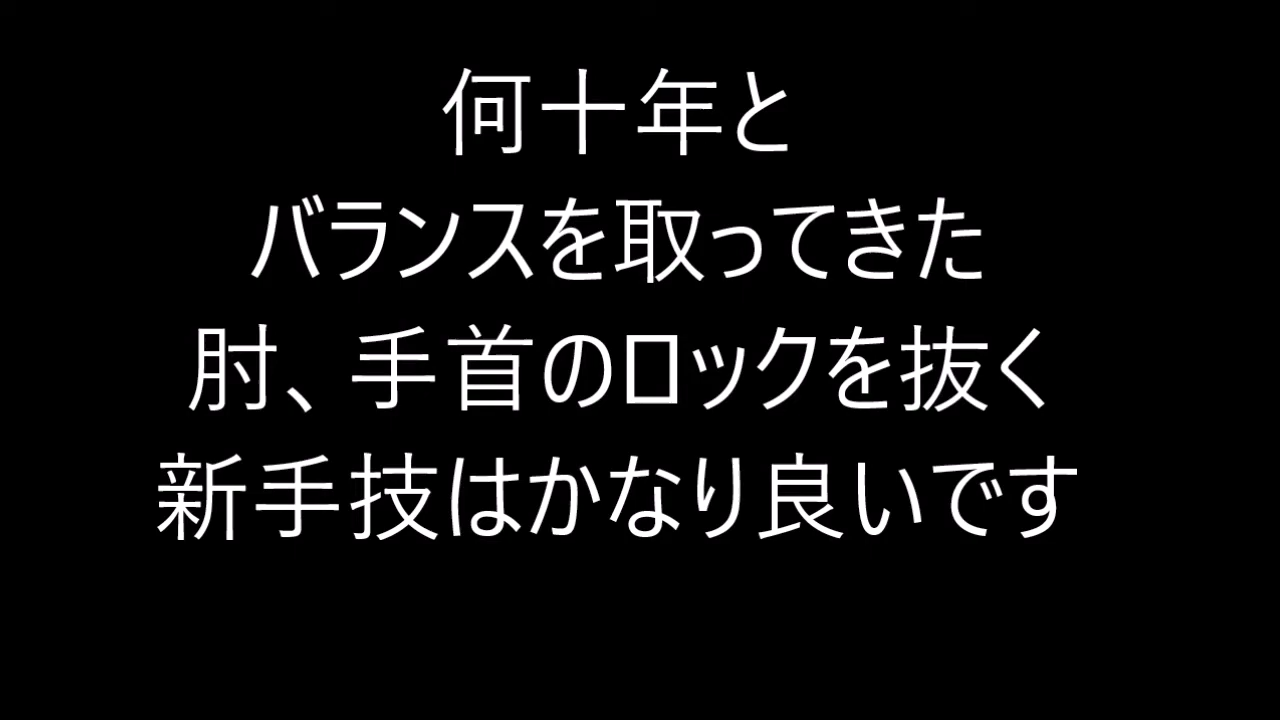 何十年と
バランスを取ってきた
肘、手首のロックを抜く
新手技はかなり良いです